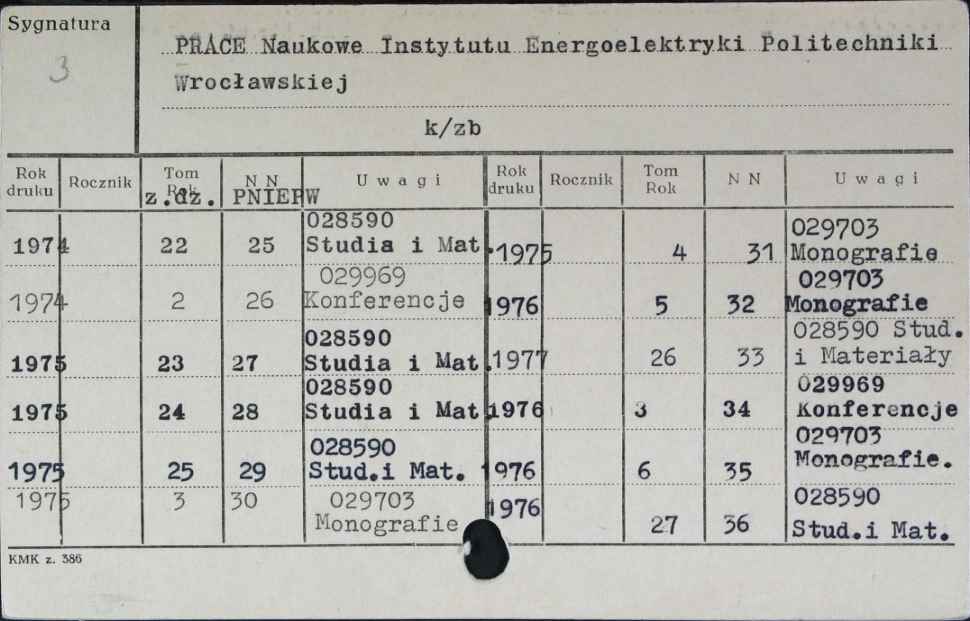 Sygnatura
3
PRACE Naukowe Instytutu Energoelektryki Politechniki
Wrocławskiej
k/zb
Rok druku Rocznik Tom Rok N N U w a g i Rok druku Rocznik Tom Rok N N U w a g i
z.dz. PNIEPW
028590
1974 22 25 Studia i Mat.
029969
1974 2 26 Konferencje
028590
1975 23 27 Studia i Mat.
028590
1975 24 28 Studia i Mat
028590
1975 25 29 Stud.i Mat.
1975 3 30 029703
Monografie
029703
1975 4 31 Monografie
029703
1976 5 32 Monografie
028590 Stud.
1977 26 33 i Materiały
029969
1976 3 34 Konferencje
029703
1976 6 35 Monografie.
1976 028590
27 36 Stud.i Mat.
KMK z. 386